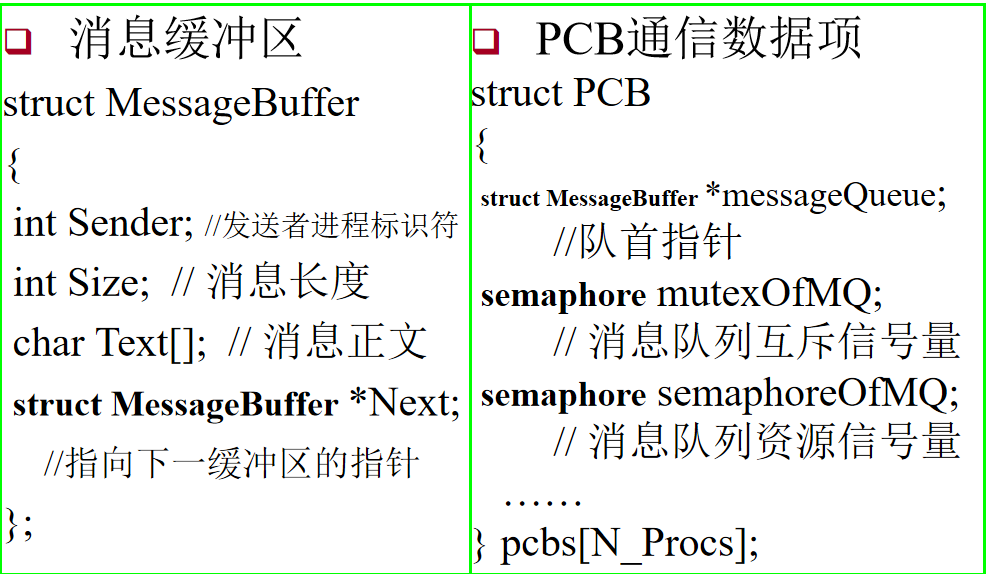 ❑ 消息缓冲区
struct MessageBuffer
{
int Sender; //发送者进程标识符
int Size; // 消息长度
char Text[]; // 消息正文
struct MessageBuffer *Next;
//指向下一缓冲区的指针
};
❑ PCB通信数据项
struct PCB
{
struct MessageBuffer *messageQueue;
//队首指针
semaphore mutexOfMQ;
// 消息队列互斥信号量
semaphore semaphoreOfMQ;
// 消息队列资源信号量
……
} pcbs[N_Procs];